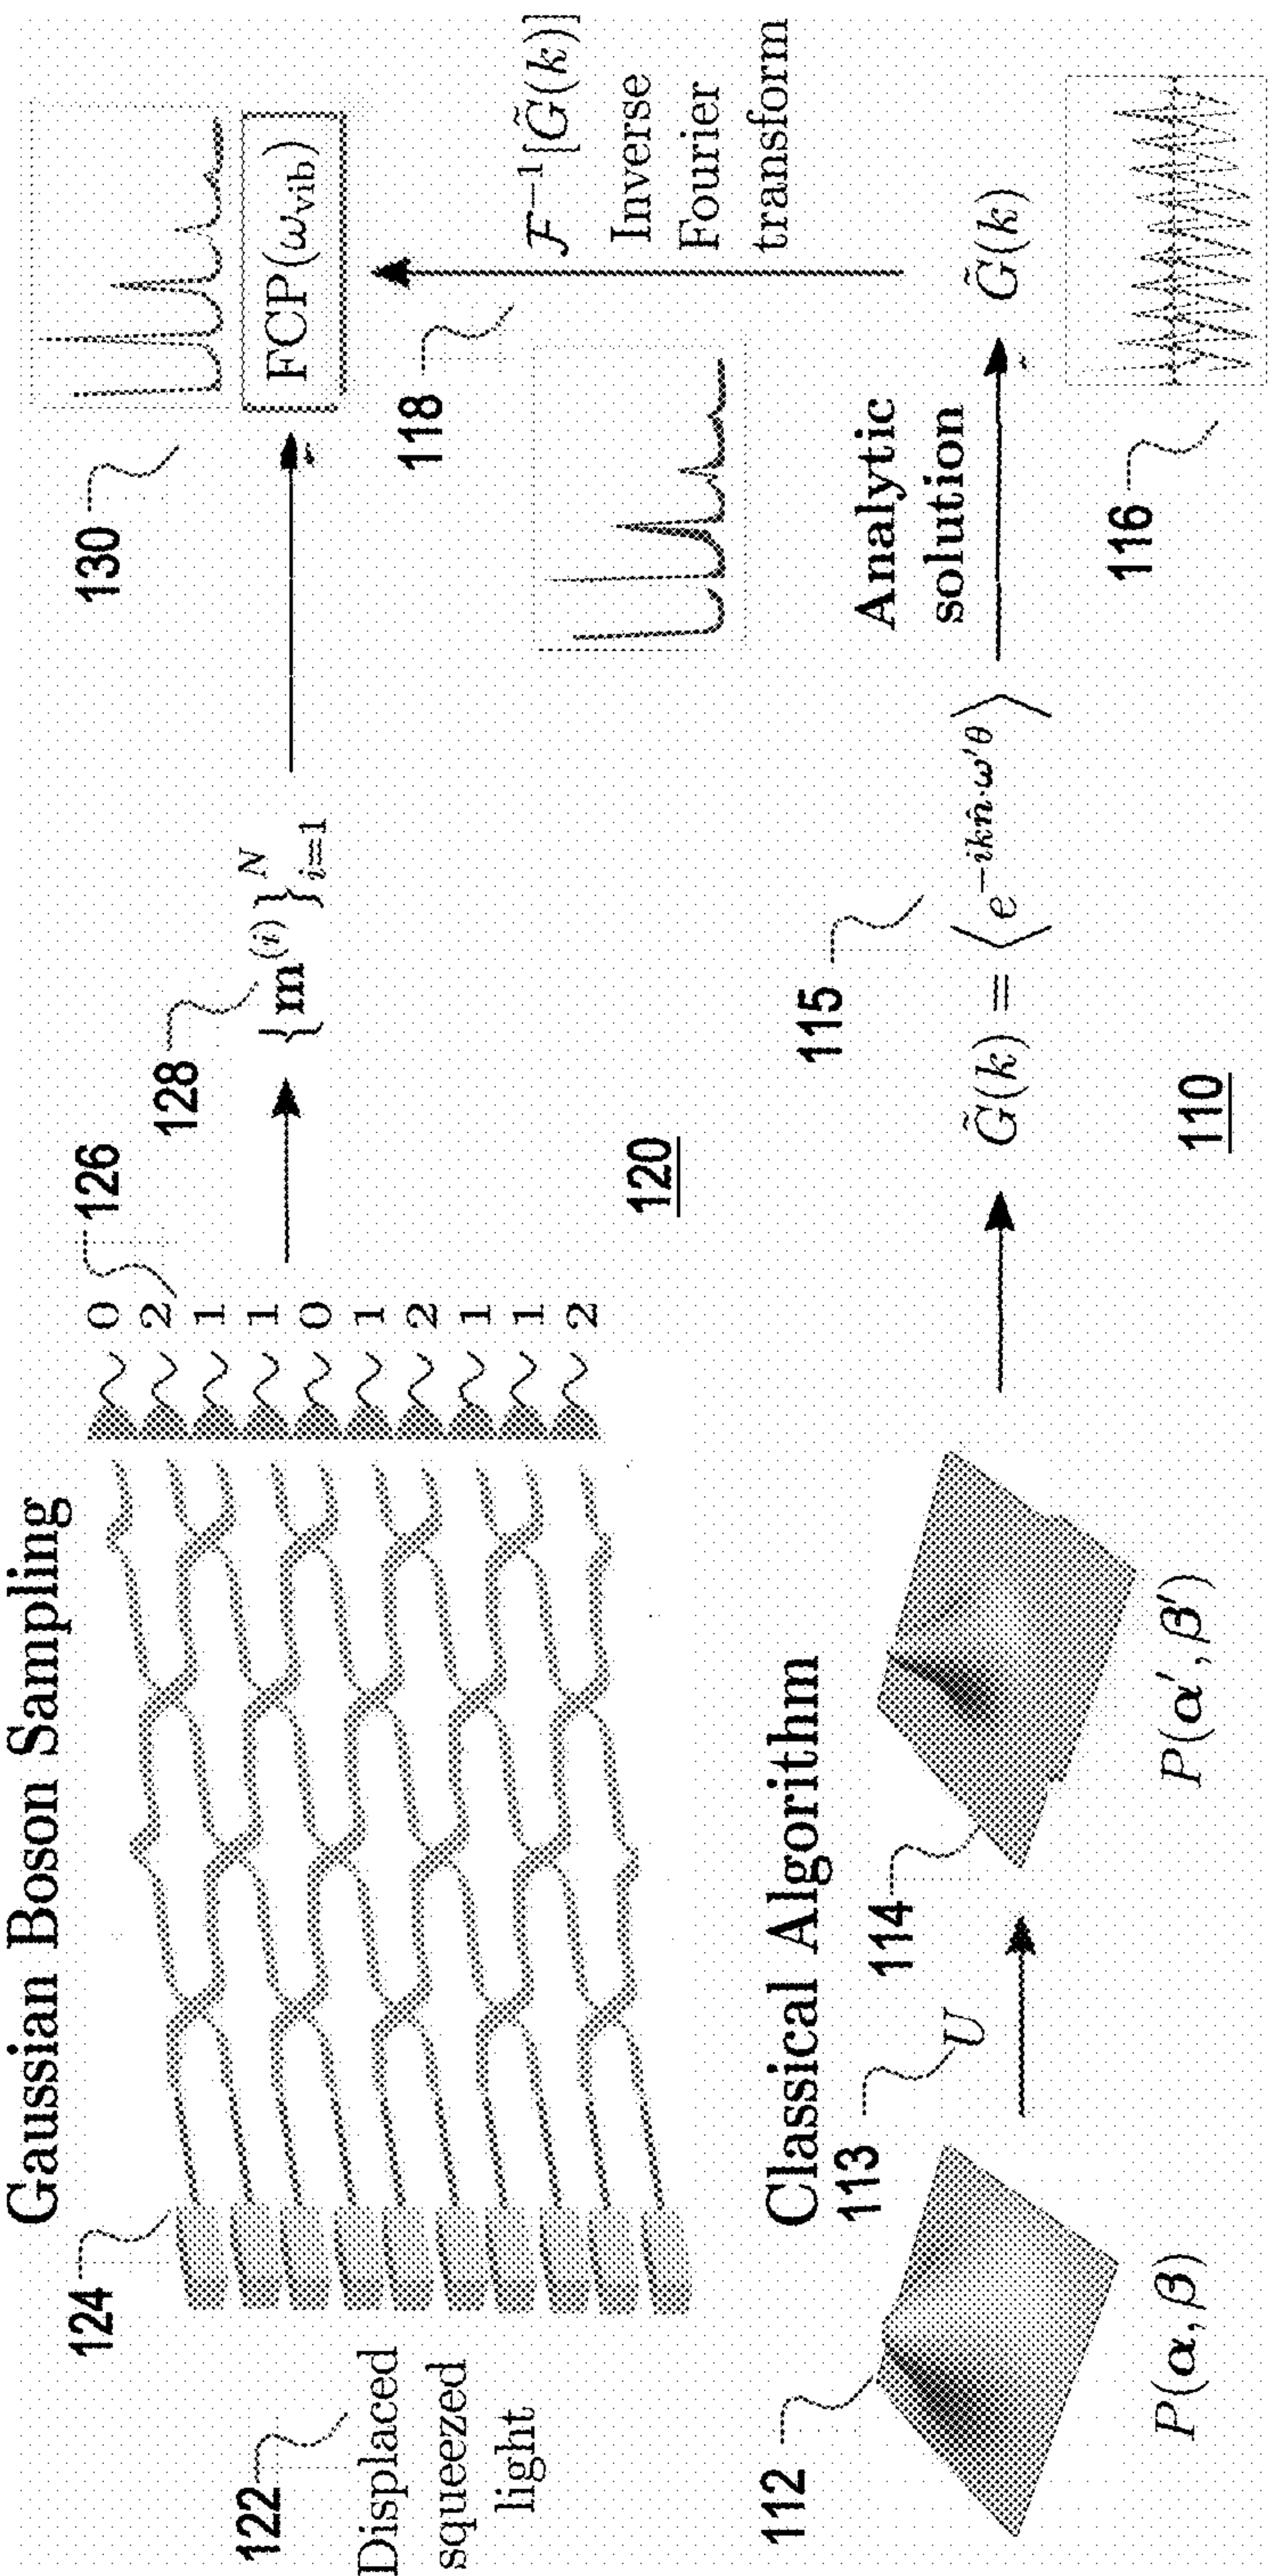 Gaussian Boson Sampling
124
122
Displaced
squeezed
light
126
0
2
1
1
0
1
2
1
1
2
128
{m^{(i)}}_{i=1}^{N}
120
130
FCP(ω_{vib})
118
𝓕^{-1}[G̃(k)]
Inverse
Fourier
transform
Classical Algorithm
112
P(α, β)
113
U
114
P(α′, β′)
115
G̃(k) = ⟨e^{-ikn̂·ω′θ}⟩
110
Analytic
solution
G̃(k)
116